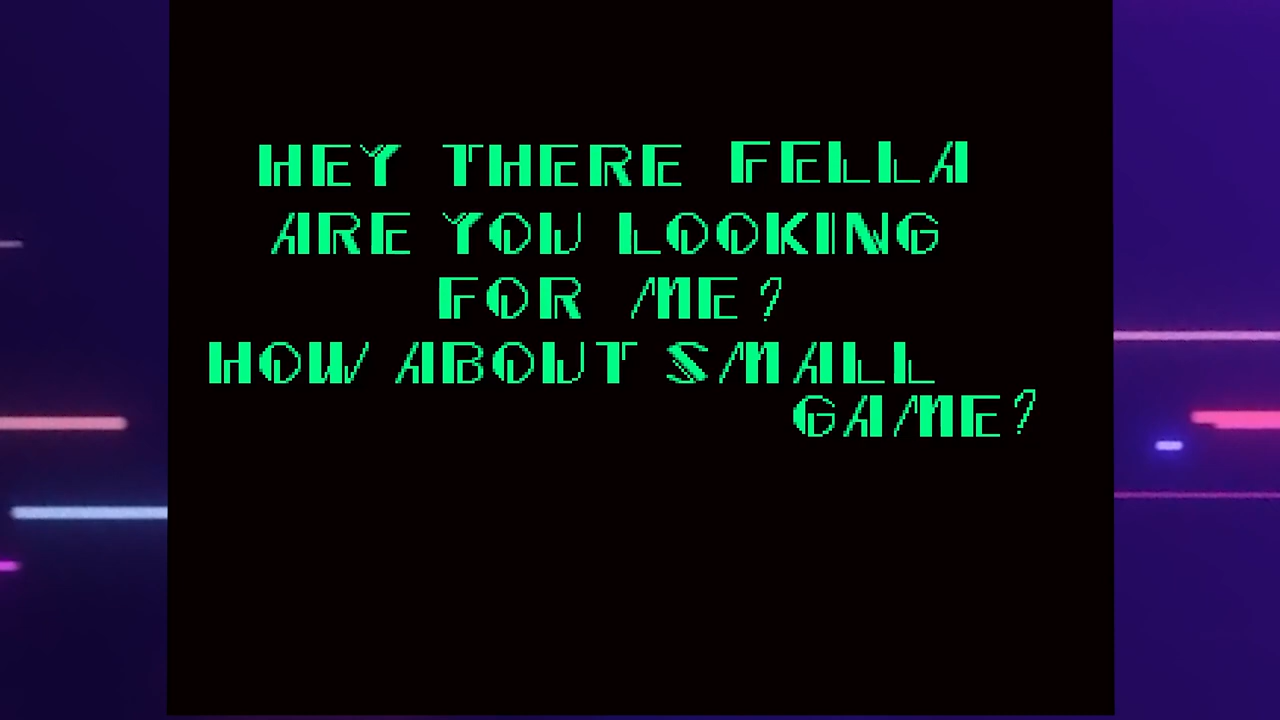 HEY THERE FELLA
ARE YOU LOOKING
FOR ME?
HOW ABOUT SMALL
GAME?